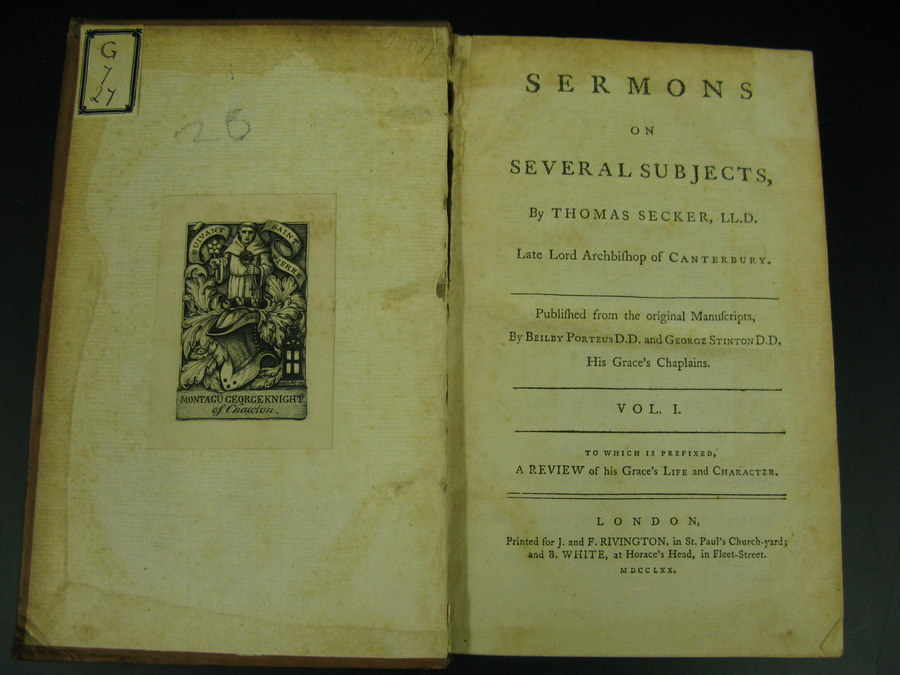 G
7
27
26
SUIVANT SAINT PIERRE
MONTAGU GEORGE KNIGHT
of Chawton.
SERMONS
ON
SEVERAL SUBJECTS,
By THOMAS SECKER, LL.D.
Late Lord Archbiſhop of CANTERBURY.
Publiſhed from the original Manuſcripts,
By BEILBY PORTEUS D.D. and GEORGE STINTON D.D.
His Grace's Chaplains.
VOL. I.
TO WHICH IS PREFIXED,
A REVIEW of his Grace's LIFE and CHARACTER.
LONDON,
Printed for J. and F. RIVINGTON, in St. Paul's Church-yard;
and B. WHITE, at Horace's Head, in Fleet-Street.
MDCCLXX.